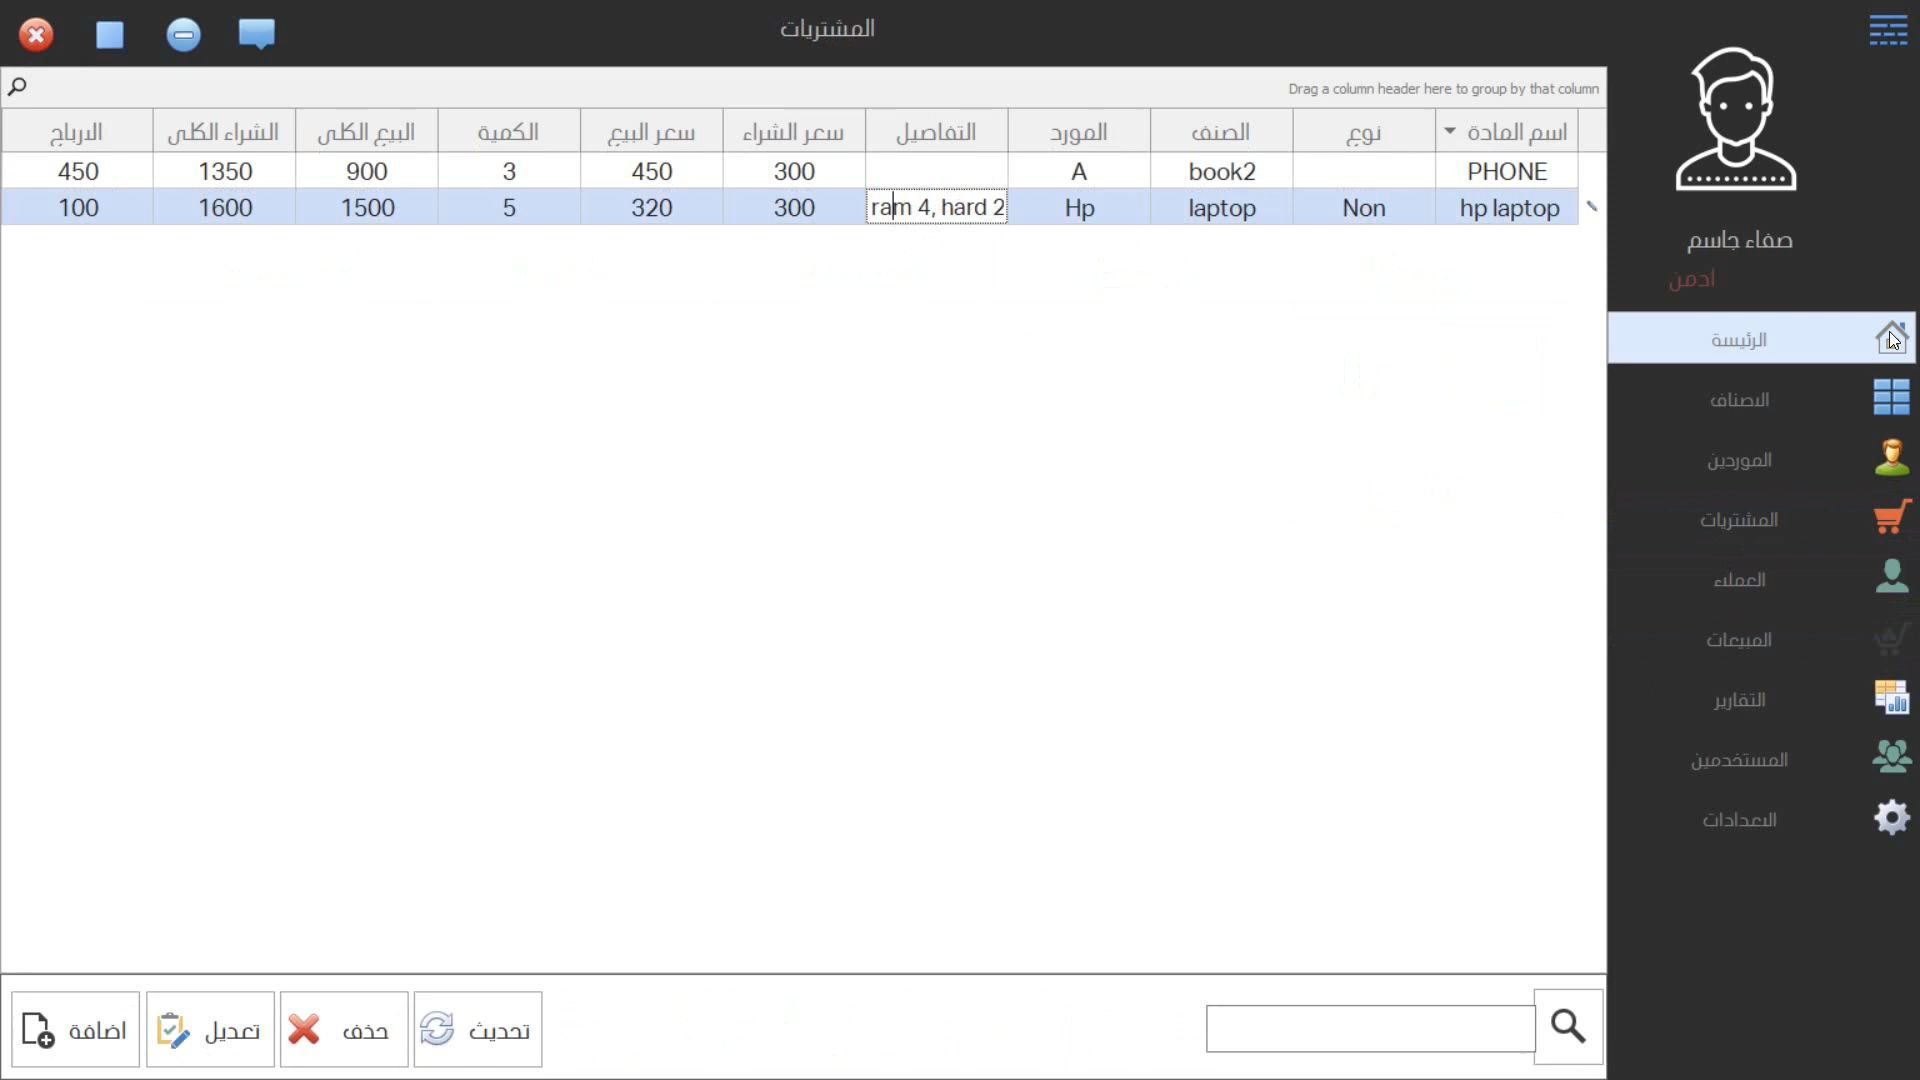 المشتريات
Drag a column header here to group by that column
اسم المادة نوع الصنف المورد التفاصيل سعر الشراء سعر البيع الكمية البيع الكلي الشراء الكلي الارباح
PHONE book2 A 300 450 3 900 1350 450
hp laptop Non laptop Hp ram 4, hard 2 300 320 5 1500 1600 100
صفاء جاسم
ادمن
الرئيسة
الاصناف
الموردين
المشتريات
العملاء
المبيعات
التقارير
المستخدمين
الاعدادات
اضافة
تعديل
حذف
تحديث